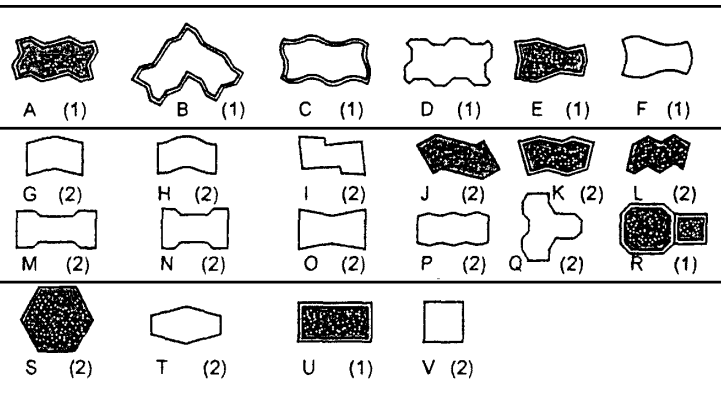 A (1) B (1) C (1) D (1) E (1) F (1)
G (2) H (2) I (2) J (2) K (2) L (2)
M (2) N (2) O (2) P (2) Q (2) R (1)
S (2) T (2) U (1) V (2)